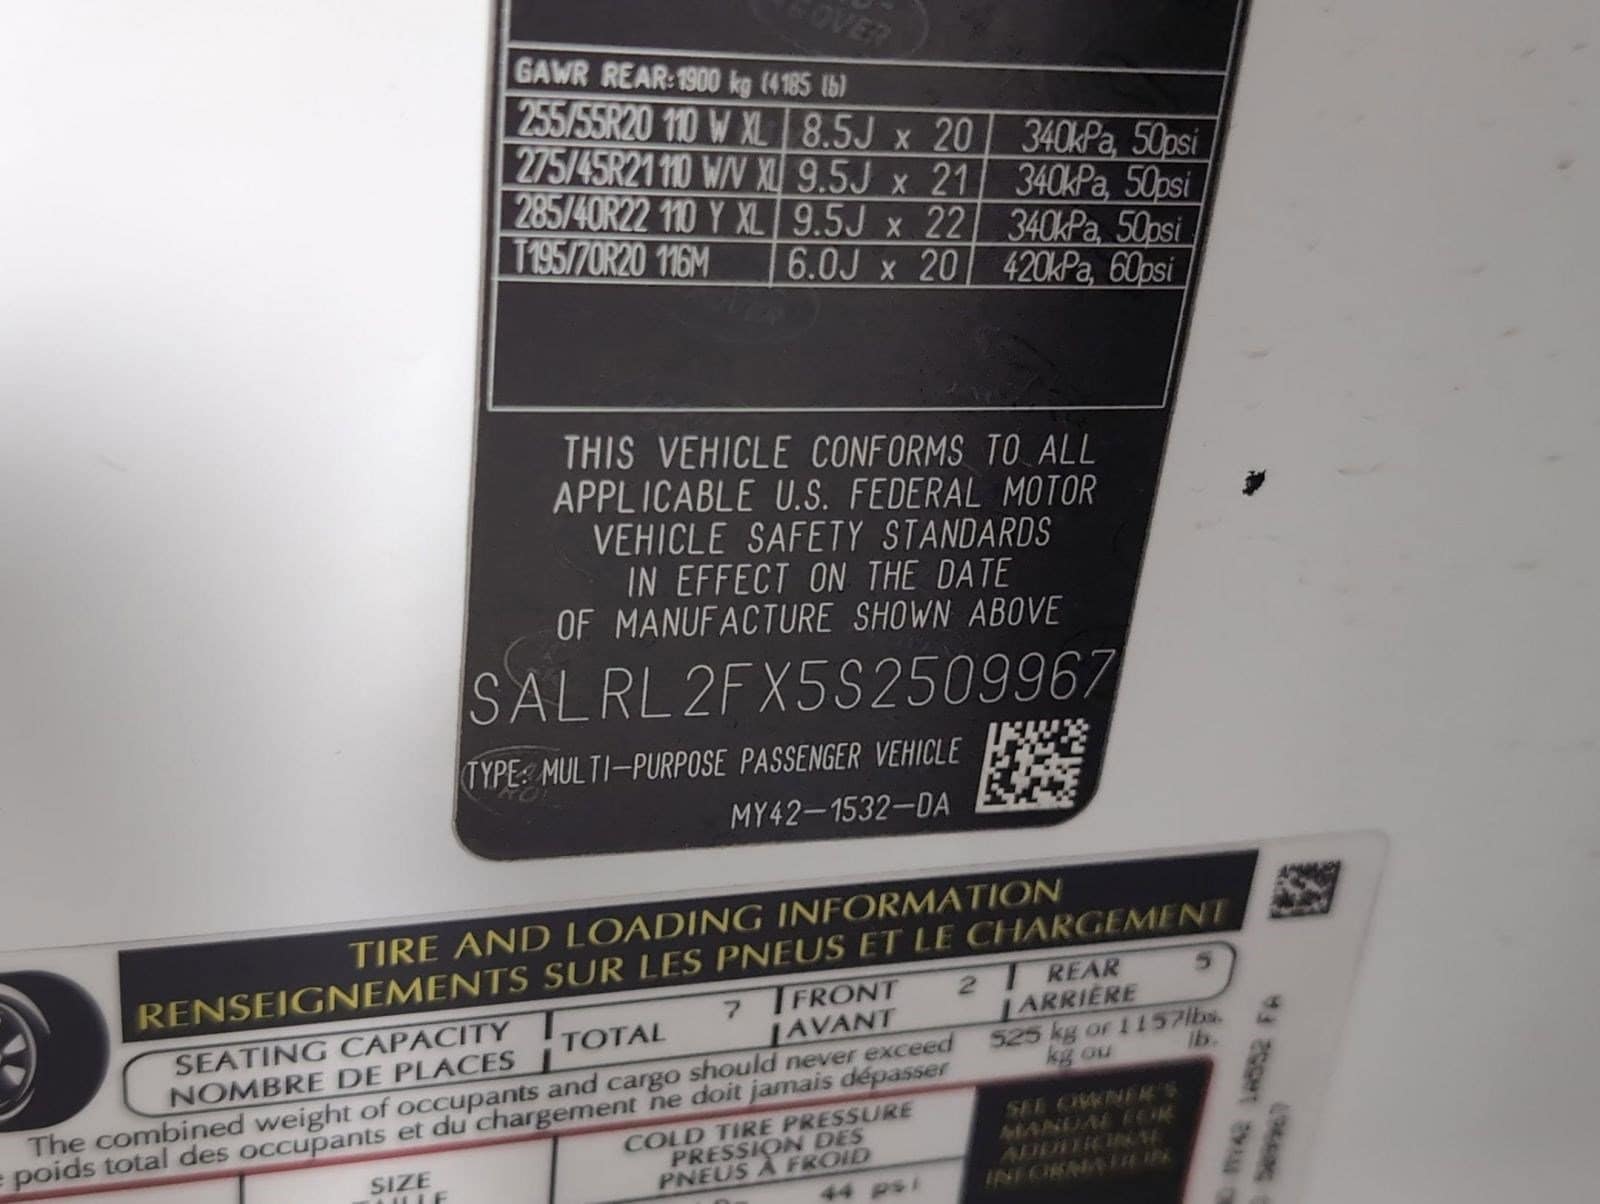 ROVER
GAWR REAR: 1900 kg (4185 lb)
255/55R20 110 W XL 8.5J x 20 340kPa, 50psi
275/45R21 110 W/V XL 9.5J x 21 340kPa, 50psi
285/40R22 110 Y XL 9.5J x 22 340kPa, 50psi
T195/70R20 116M 6.0J x 20 420kPa, 60psi
THIS VEHICLE CONFORMS TO ALL
APPLICABLE U.S. FEDERAL MOTOR
VEHICLE SAFETY STANDARDS
IN EFFECT ON THE DATE
OF MANUFACTURE SHOWN ABOVE
SALRL2FX5S2509967
TYPE: MULTI-PURPOSE PASSENGER VEHICLE
MY42-1532-DA
TIRE AND LOADING INFORMATION
RENSEIGNEMENTS SUR LES PNEUS ET LE CHARGEMENT
SEATING CAPACITY TOTAL 7 FRONT 2 REAR 5
NOMBRE DE PLACES AVANT ARRIÈRE
The combined weight of occupants and cargo should never exceed 525 kg or 1157lbs.
poids total des occupants et du chargement ne doit jamais dépasser kg ou lb.
SIZE
COLD TIRE PRESSURE
PRESSION DES
PNEUS À FROID
44 psi
SEE OWNER'S
MANUAL FOR
ADDITIONAL
INFORMATION